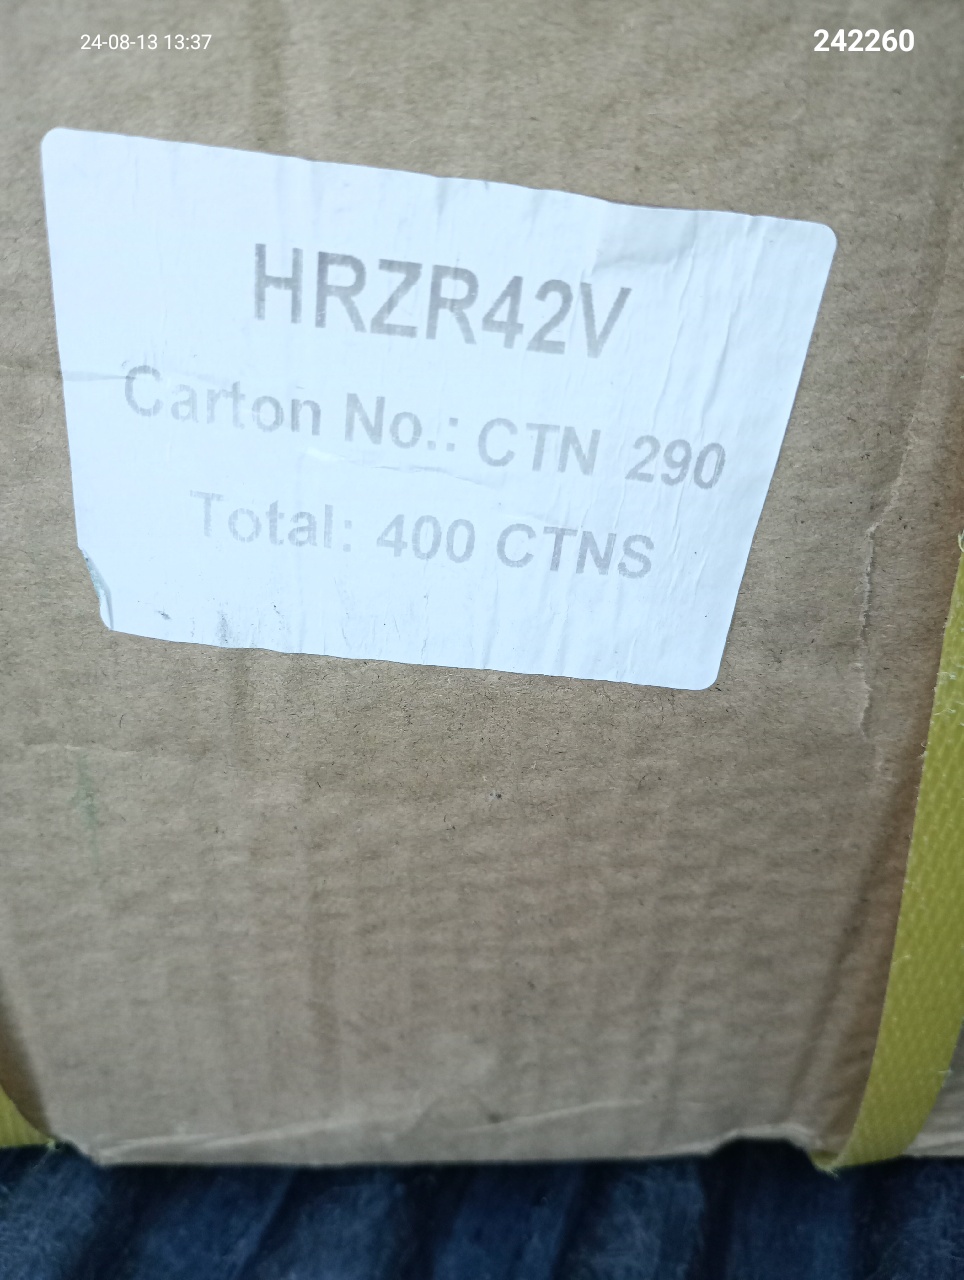 24-08-13 13:37
242260
HRZR42V
Carton No.: CTN 290
Total: 400 CTNS